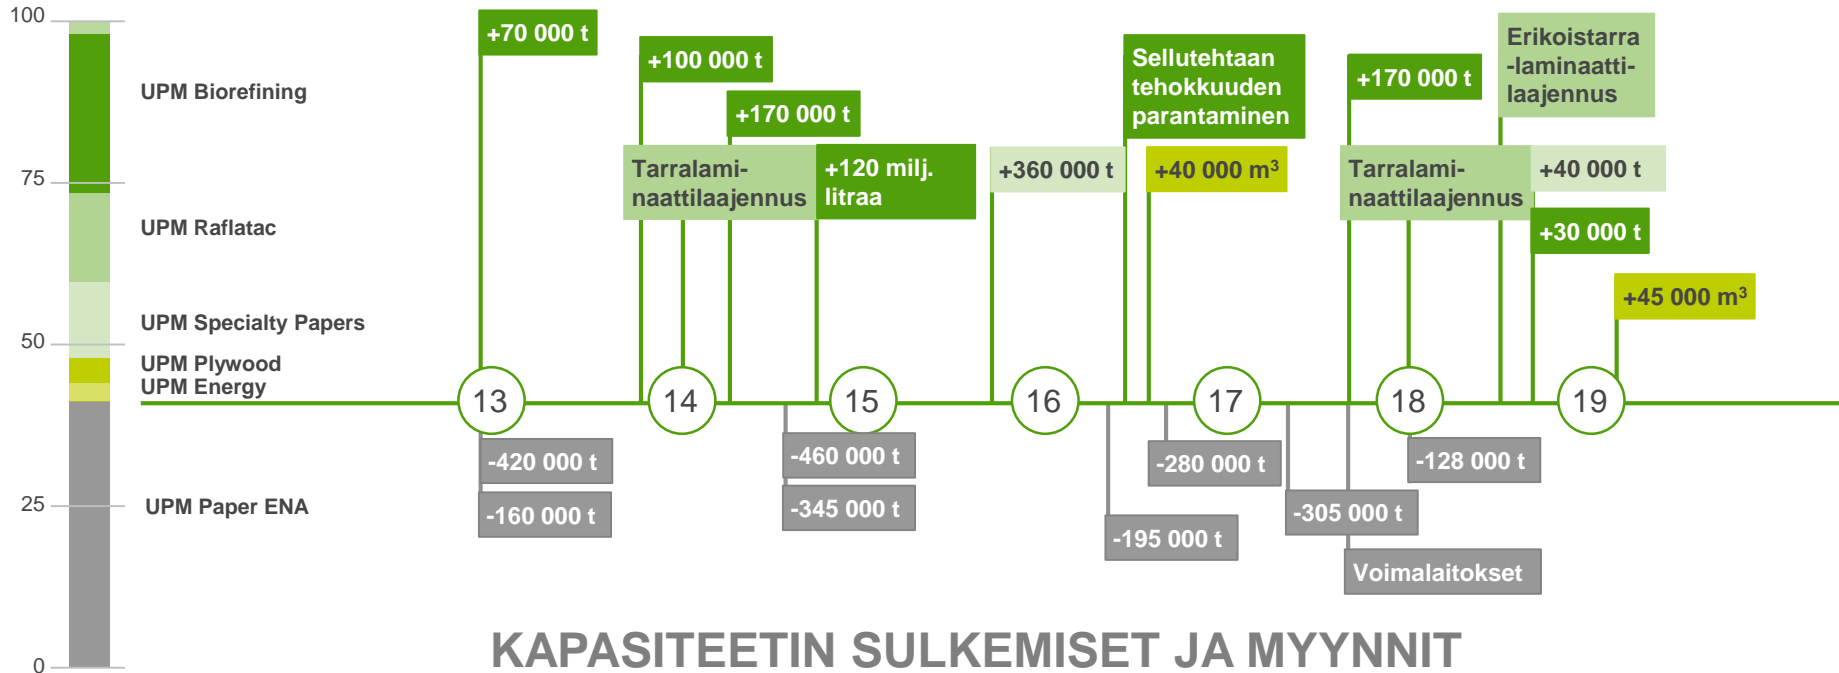 100
75
50
25
0
UPM Biorefining
UPM Raflatac
UPM Specialty Papers
UPM Plywood
UPM Energy
UPM Paper ENA
+70 000 t
+100 000 t
+170 000 t
Tarralami-
naattilaajennus
+120 milj.
litraa
+360 000 t
Sellutehtaan
tehokkuuden
parantaminen
+40 000 m³
+170 000 t
Tarralami-
naattilaajennus
Erikoistarra
-laminaatti-
laajennus
+40 000 t
+30 000 t
+45 000 m³
13
14
15
16
17
18
19
-420 000 t
-160 000 t
-460 000 t
-345 000 t
-195 000 t
-280 000 t
-305 000 t
-128 000 t
Voimalaitokset
KAPASITEETIN SULKEMISET JA MYYNNIT